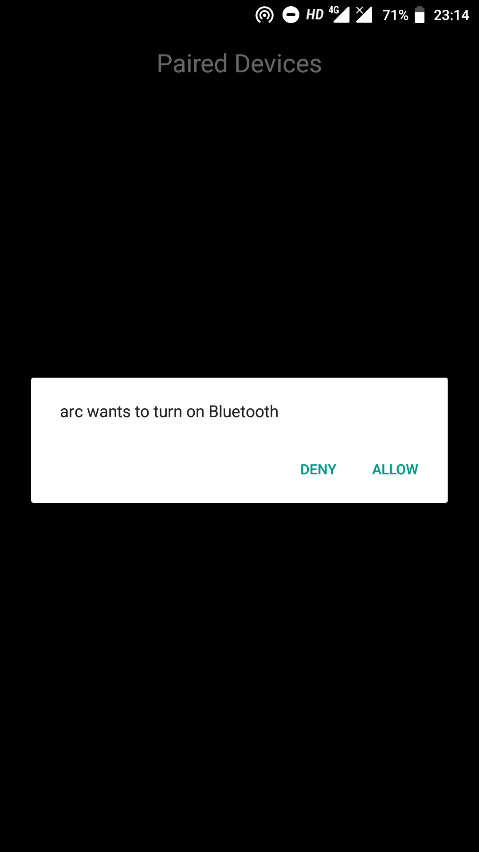 HD 4G 71% 23:14
Paired Devices
arc wants to turn on Bluetooth
DENY ALLOW